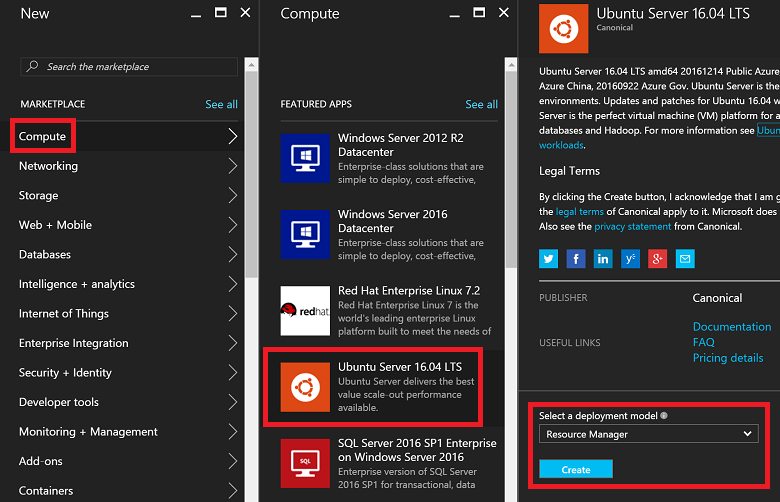 New
Search the marketplace
MARKETPLACE
See all
Compute
Networking
Storage
Web + Mobile
Databases
Intelligence + analytics
Internet of Things
Enterprise Integration
Security + Identity
Developer tools
Monitoring + Management
Add-ons
Containers
Compute
FEATURED APPS
See all
Windows Server 2012 R2
Datacenter
Enterprise-class solutions that are
simple to deploy, cost-effective,
Windows Server 2016
Datacenter
Enterprise-class solutions that are
simple to deploy, cost-effective,
Red Hat Enterprise Linux 7.2
Red Hat Enterprise Linux 7 is the
world's leading enterprise Linux
platform built to meet the needs of
redhat
Ubuntu Server 16.04 LTS
Ubuntu Server delivers the best
value scale-out performance
available.
SQL Server 2016 SP1 Enterprise
on Windows Server 2016
Enterprise version of SQL Server
2016 SP1 for transactional, data
SQL
Ubuntu Server 16.04 LTS
Canonical
Ubuntu Server 16.04 LTS amd64 20161214 Public Azure
Azure China, 20160922 Azure Gov. Ubuntu Server is the
environments. Updates and patches for Ubuntu 16.04 w
Server is the perfect virtual machine (VM) platform for a
databases and Hadoop. For more information see Ubun
workloads.
Legal Terms
By clicking the Create button, I acknowledge that I am g
the legal terms of Canonical apply to it. Microsoft does
Also see the privacy statement from Canonical.
PUBLISHER
Canonical
USEFUL LINKS
Documentation
FAQ
Pricing details
Select a deployment model
Resource Manager
Create